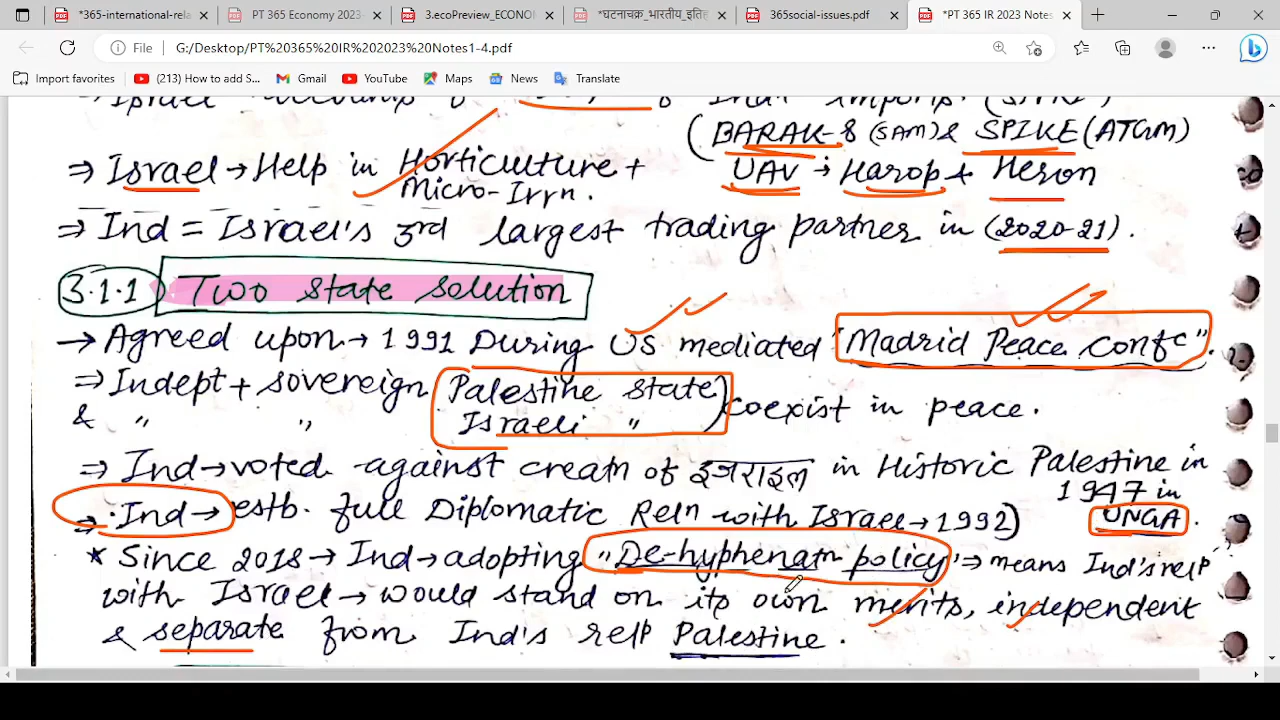 *365-international-rela
PT 365 Economy 2023-
3.ecoPreview_ECONO
*घटनाचक्र_भारतीय_इति
365social-issues.pdf
*PT 365 IR 2023 Notes
File
G:/Desktop/PT%20365%20IR%202023%20Notes1-4.pdf
Import favorites
(213) How to add S...
Gmail
YouTube
Maps
News
Translate
(BARAK-8 (SAM) & SPIKE (ATGM)
⇒ Israel → Help in Horticulture + UAV : Harop + Heron
Micro-Irrn.
⇒ Ind = Israel's 3rd largest trading partner in (2020-21).
3.1.1) Two state solution
→ Agreed upon → 1991 During US mediated "Madrid Peace Confc".
⇒ Indept + sovereign Palestine state
& " " Israeli " ) coexist in peace.
⇒ Ind → voted against creatn of इजराइल in Historic Palestine in
1947 in
UNGA.
⇒ Ind → estb. full Diplomatic Reln with Israel → 1992)
* Since 2018 → Ind → adopting "De-hyphenatn policy" ⇒ means Ind's relp
with Israel → would stand on its own merits, independent
& separate from Ind's relp Palestine.